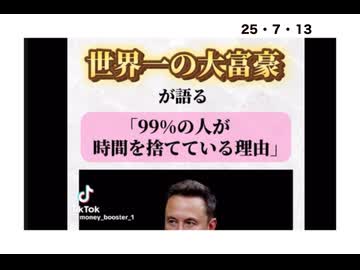 25・7・13
世界一の大富豪
が語る
「99%の人が
時間を捨てている理由」
TikTok
money_booster_1